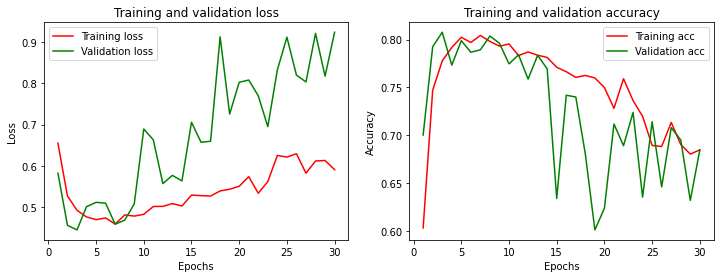 Training and validation loss
Training loss
Validation loss
Loss
0.9
0.8
0.7
0.6
0.5
0 5 10 15 20 25 30
Epochs
Training and validation accuracy
Training acc
Validation acc
Accuracy
0.80
0.75
0.70
0.65
0.60
0 5 10 15 20 25 30
Epochs